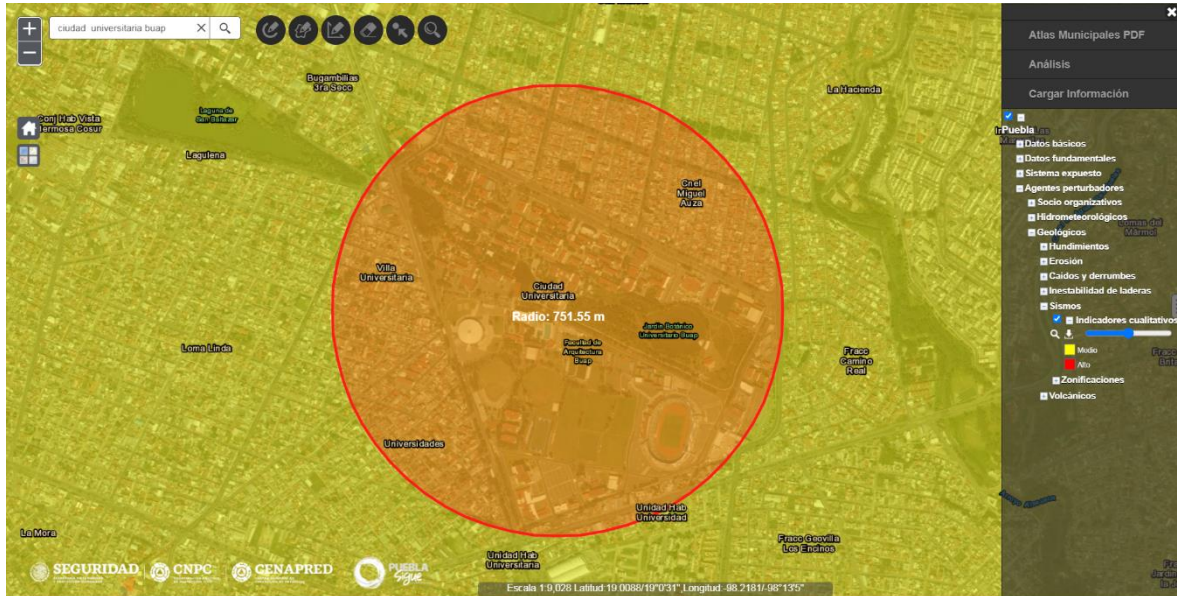 +
ciudad universitaria buap X
−
Atlas Municipales PDF
Análisis
Cargar Información
Puebla
Datos básicos
Datos fundamentales
Sistema expuesto
Agentes perturbadores
Socio organizativos
Hidrometeorológicos
Geológicos
Hundimientos
Erosión
Caidos y derrumbes
Inestabilidad de laderas
Sismos
Indicadores cualitativos
Medio
Alto
Zonificaciones
Volcánicos
Bugambilias
3ra Secc
La Hacienda
Laguna de
San Baltazar
Conj Hab Vista
Hermosa Cosur
Lagulena
Cnel
Miguel
Auza
Lomas del
Mármol
Villa
Universitaria
Ciudad
Universitaria
Radio: 751.55 m
Jardín Botánico
Universitario Buap
Facultad de
Arquitectura
Buap
Loma Linda
Fracc
Camino
Real
Universidades
Unidad Hab
Universidad
La Mora
Unidad Hab
Universitaria
Fracc Geovilla
Los Encinos
SEGURIDAD
CNPC
CENAPRED
PUEBLA
Sigue
Escala 1:9,028 Latitud:19.0088/19°0'31",Longitud:-98.2181/-98°13'5"